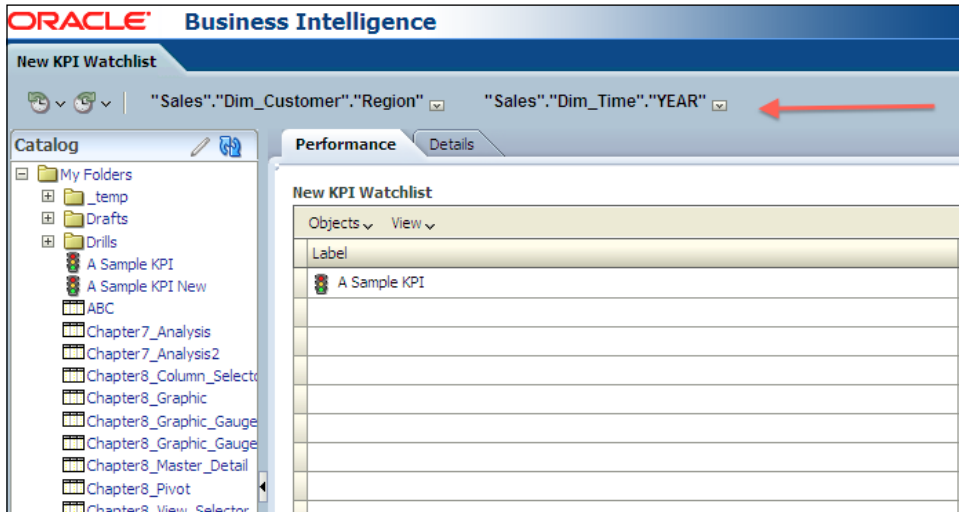 ORACLE Business Intelligence
New KPI Watchlist
"Sales"."Dim_Customer"."Region" "Sales"."Dim_Time"."YEAR"
Catalog
My Folders
_temp
Drafts
Drills
A Sample KPI
A Sample KPI New
ABC
Chapter7_Analysis
Chapter7_Analysis2
Chapter8_Column_Selecto
Chapter8_Graphic
Chapter8_Graphic_Gauge
Chapter8_Graphic_Gauge
Chapter8_Master_Detail
Chapter8_Pivot
Chapter8_View_Selector
Performance Details
New KPI Watchlist
Objects View
Label
A Sample KPI